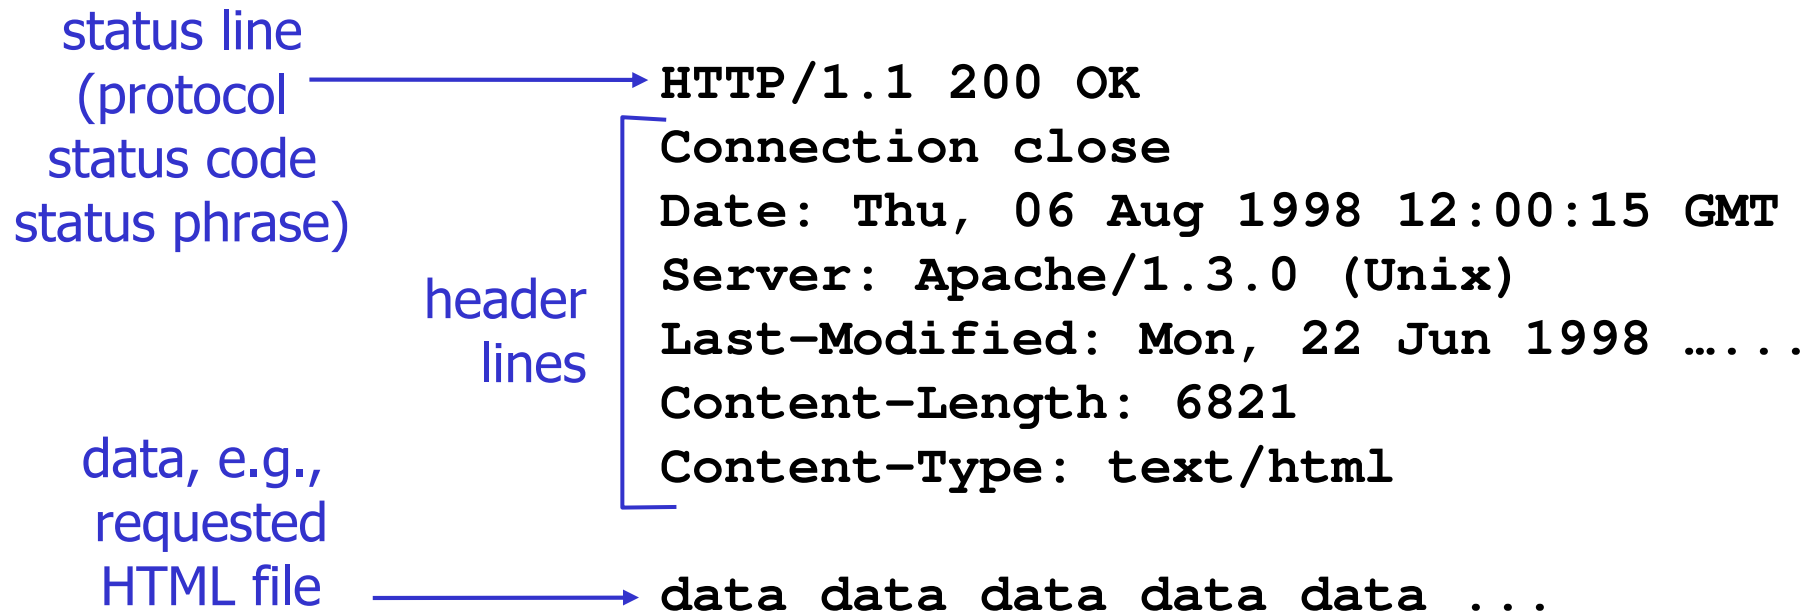 status line
(protocol
status code
status phrase)
HTTP/1.1 200 OK
Connection close
Date: Thu, 06 Aug 1998 12:00:15 GMT
Server: Apache/1.3.0 (Unix)
Last-Modified: Mon, 22 Jun 1998 …...
Content-Length: 6821
Content-Type: text/html
header
lines
data, e.g.,
requested
HTML file
data data data data data ...